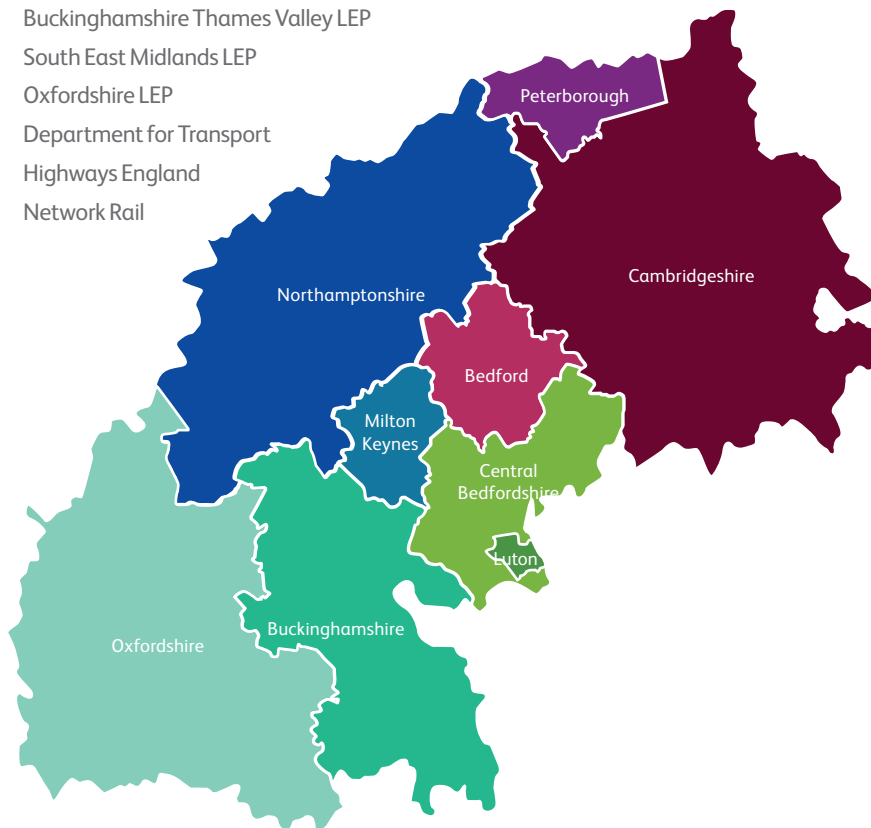 Buckinghamshire Thames Valley LEP
South East Midlands LEP
Oxfordshire LEP
Department for Transport
Highways England
Network Rail
Peterborough
Cambridgeshire
Northamptonshire
Bedford
Milton
Keynes
Central
Bedfordshire
Luton
Buckinghamshire
Oxfordshire